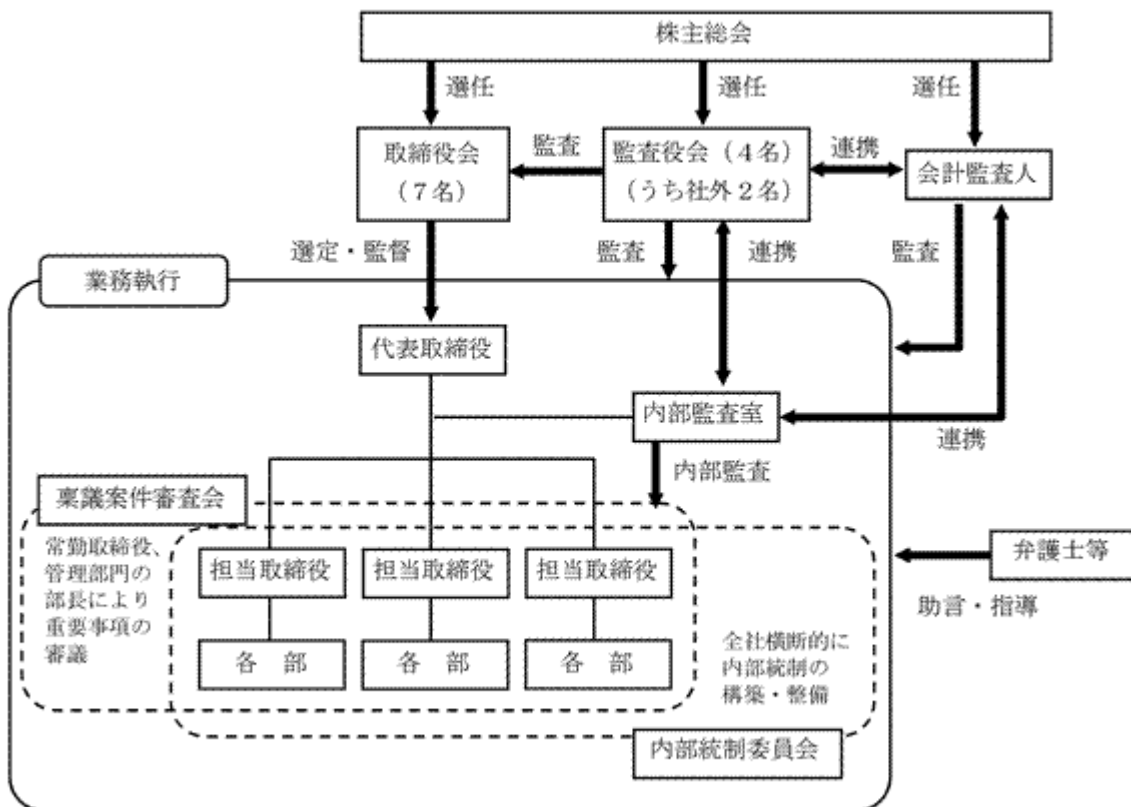 株主総会
選任
選任
選任
取締役会
（７名）
監査
監査役会（４名）
（うち社外２名）
連携
会計監査人
選定・監督
監査
連携
監査
業務執行
代表取締役
内部監査室
連携
内部監査
稟議案件審査会
常勤取締役、
管理部門の
部長により
重要事項の
審議
担当取締役
担当取締役
担当取締役
弁護士等
助言・指導
各　部
各　部
各　部
全社横断的に
内部統制の
構築・整備
内部統制委員会